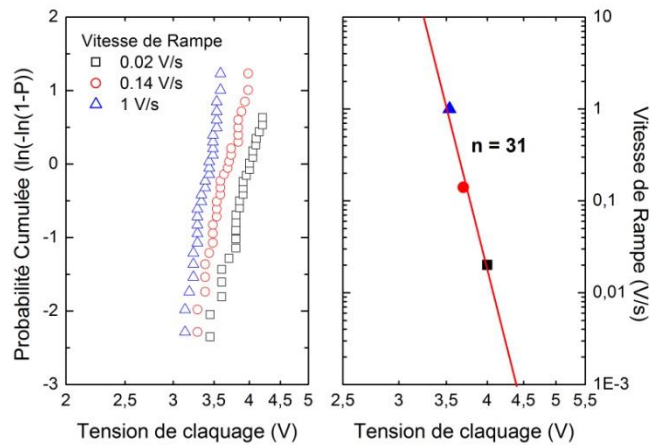 Probabilité Cumulée (ln(-ln(1-P)))
2
1
0
-1
-2
-3
Vitesse de Rampe
0.02 V/s
0.14 V/s
1 V/s
2 2,5 3 3,5 4 4,5 5
Tension de claquage (V)
n = 31
10
1
0,1
0,01
1E-3
Vitesse de Rampe (V/s)
2,5 3 3,5 4 4,5 5 5,5
Tension de claquage (V)